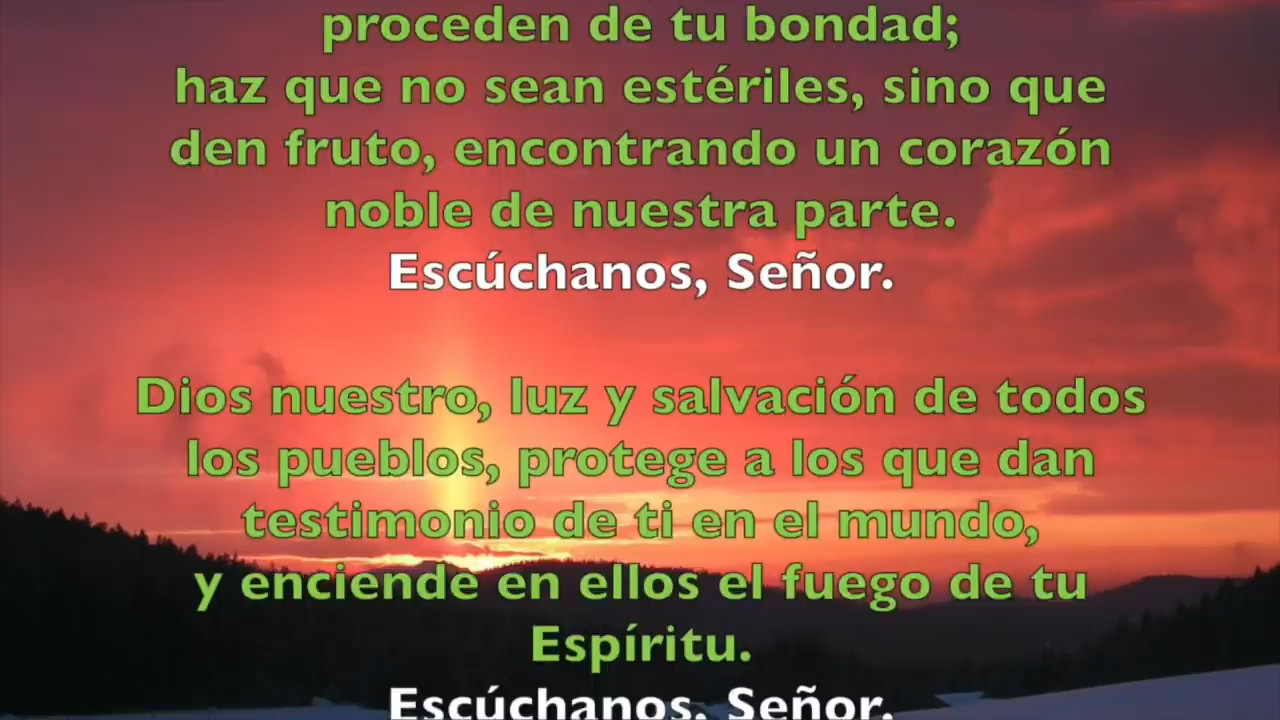 proceden de tu bondad;
haz que no sean estériles, sino que
den fruto, encontrando un corazón
noble de nuestra parte.
Escúchanos, Señor.
Dios nuestro, luz y salvación de todos
los pueblos, protege a los que dan
testimonio de ti en el mundo,
y enciende en ellos el fuego de tu
Espíritu.
Escúchanos, Señor.